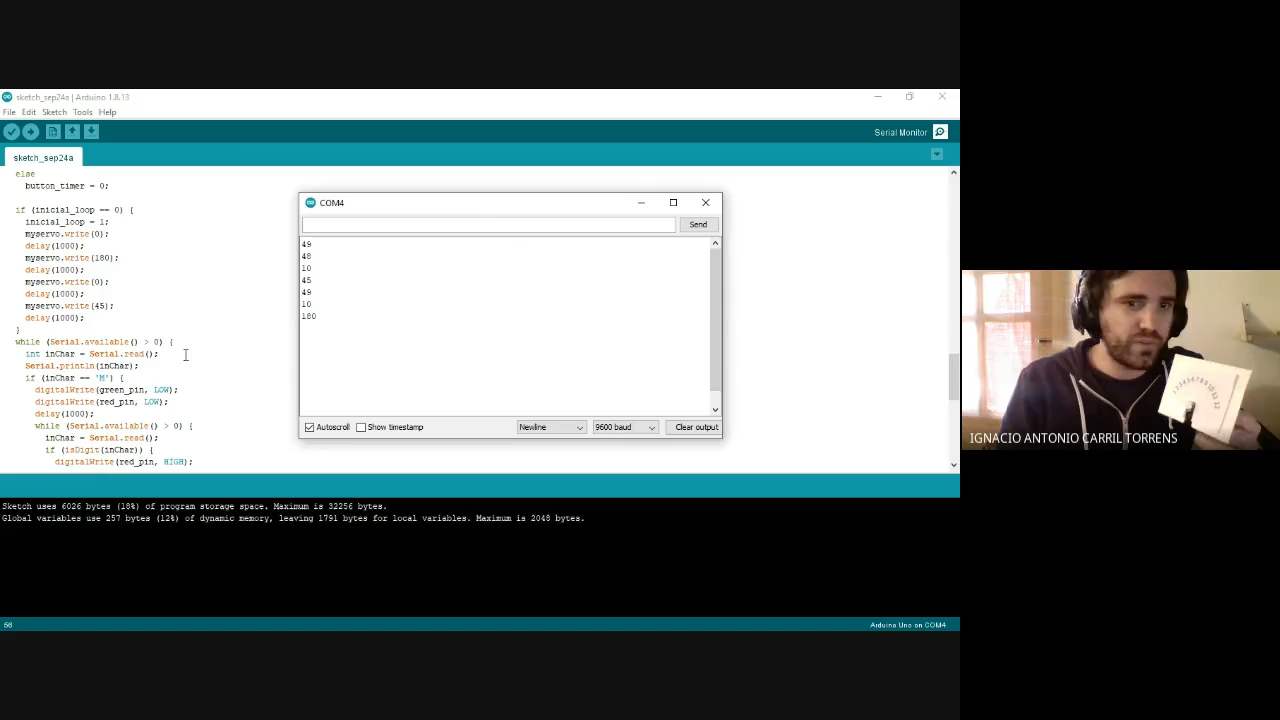 sketch_sep24a | Arduino 1.8.13
File Edit Sketch Tools Help
Serial Monitor
sketch_sep24a
else
button_timer = 0;
if (inicial_loop == 0) {
inicial_loop = 1;
myservo.write(0);
delay(1000);
myservo.write(180);
delay(1000);
myservo.write(0);
delay(1000);
myservo.write(45);
delay(1000);
}
while (Serial.available() > 0) {
int inChar = Serial.read();
Serial.println(inChar);
if (inChar == 'M') {
digitalWrite(green_pin, LOW);
digitalWrite(red_pin, LOW);
delay(1000);
while (Serial.available() > 0) {
inChar = Serial.read();
if (isDigit(inChar)) {
digitalWrite(red_pin, HIGH);
COM4
Send
49
48
10
45
49
10
180
Autoscroll Show timestamp Newline 9600 baud Clear output
Sketch uses 6026 bytes (18%) of program storage space. Maximum is 32256 bytes.
Global variables use 257 bytes (12%) of dynamic memory, leaving 1791 bytes for local variables. Maximum is 2048 bytes.
58 Arduino Uno on COM4
IGNACIO ANTONIO CARRIL TORRENS